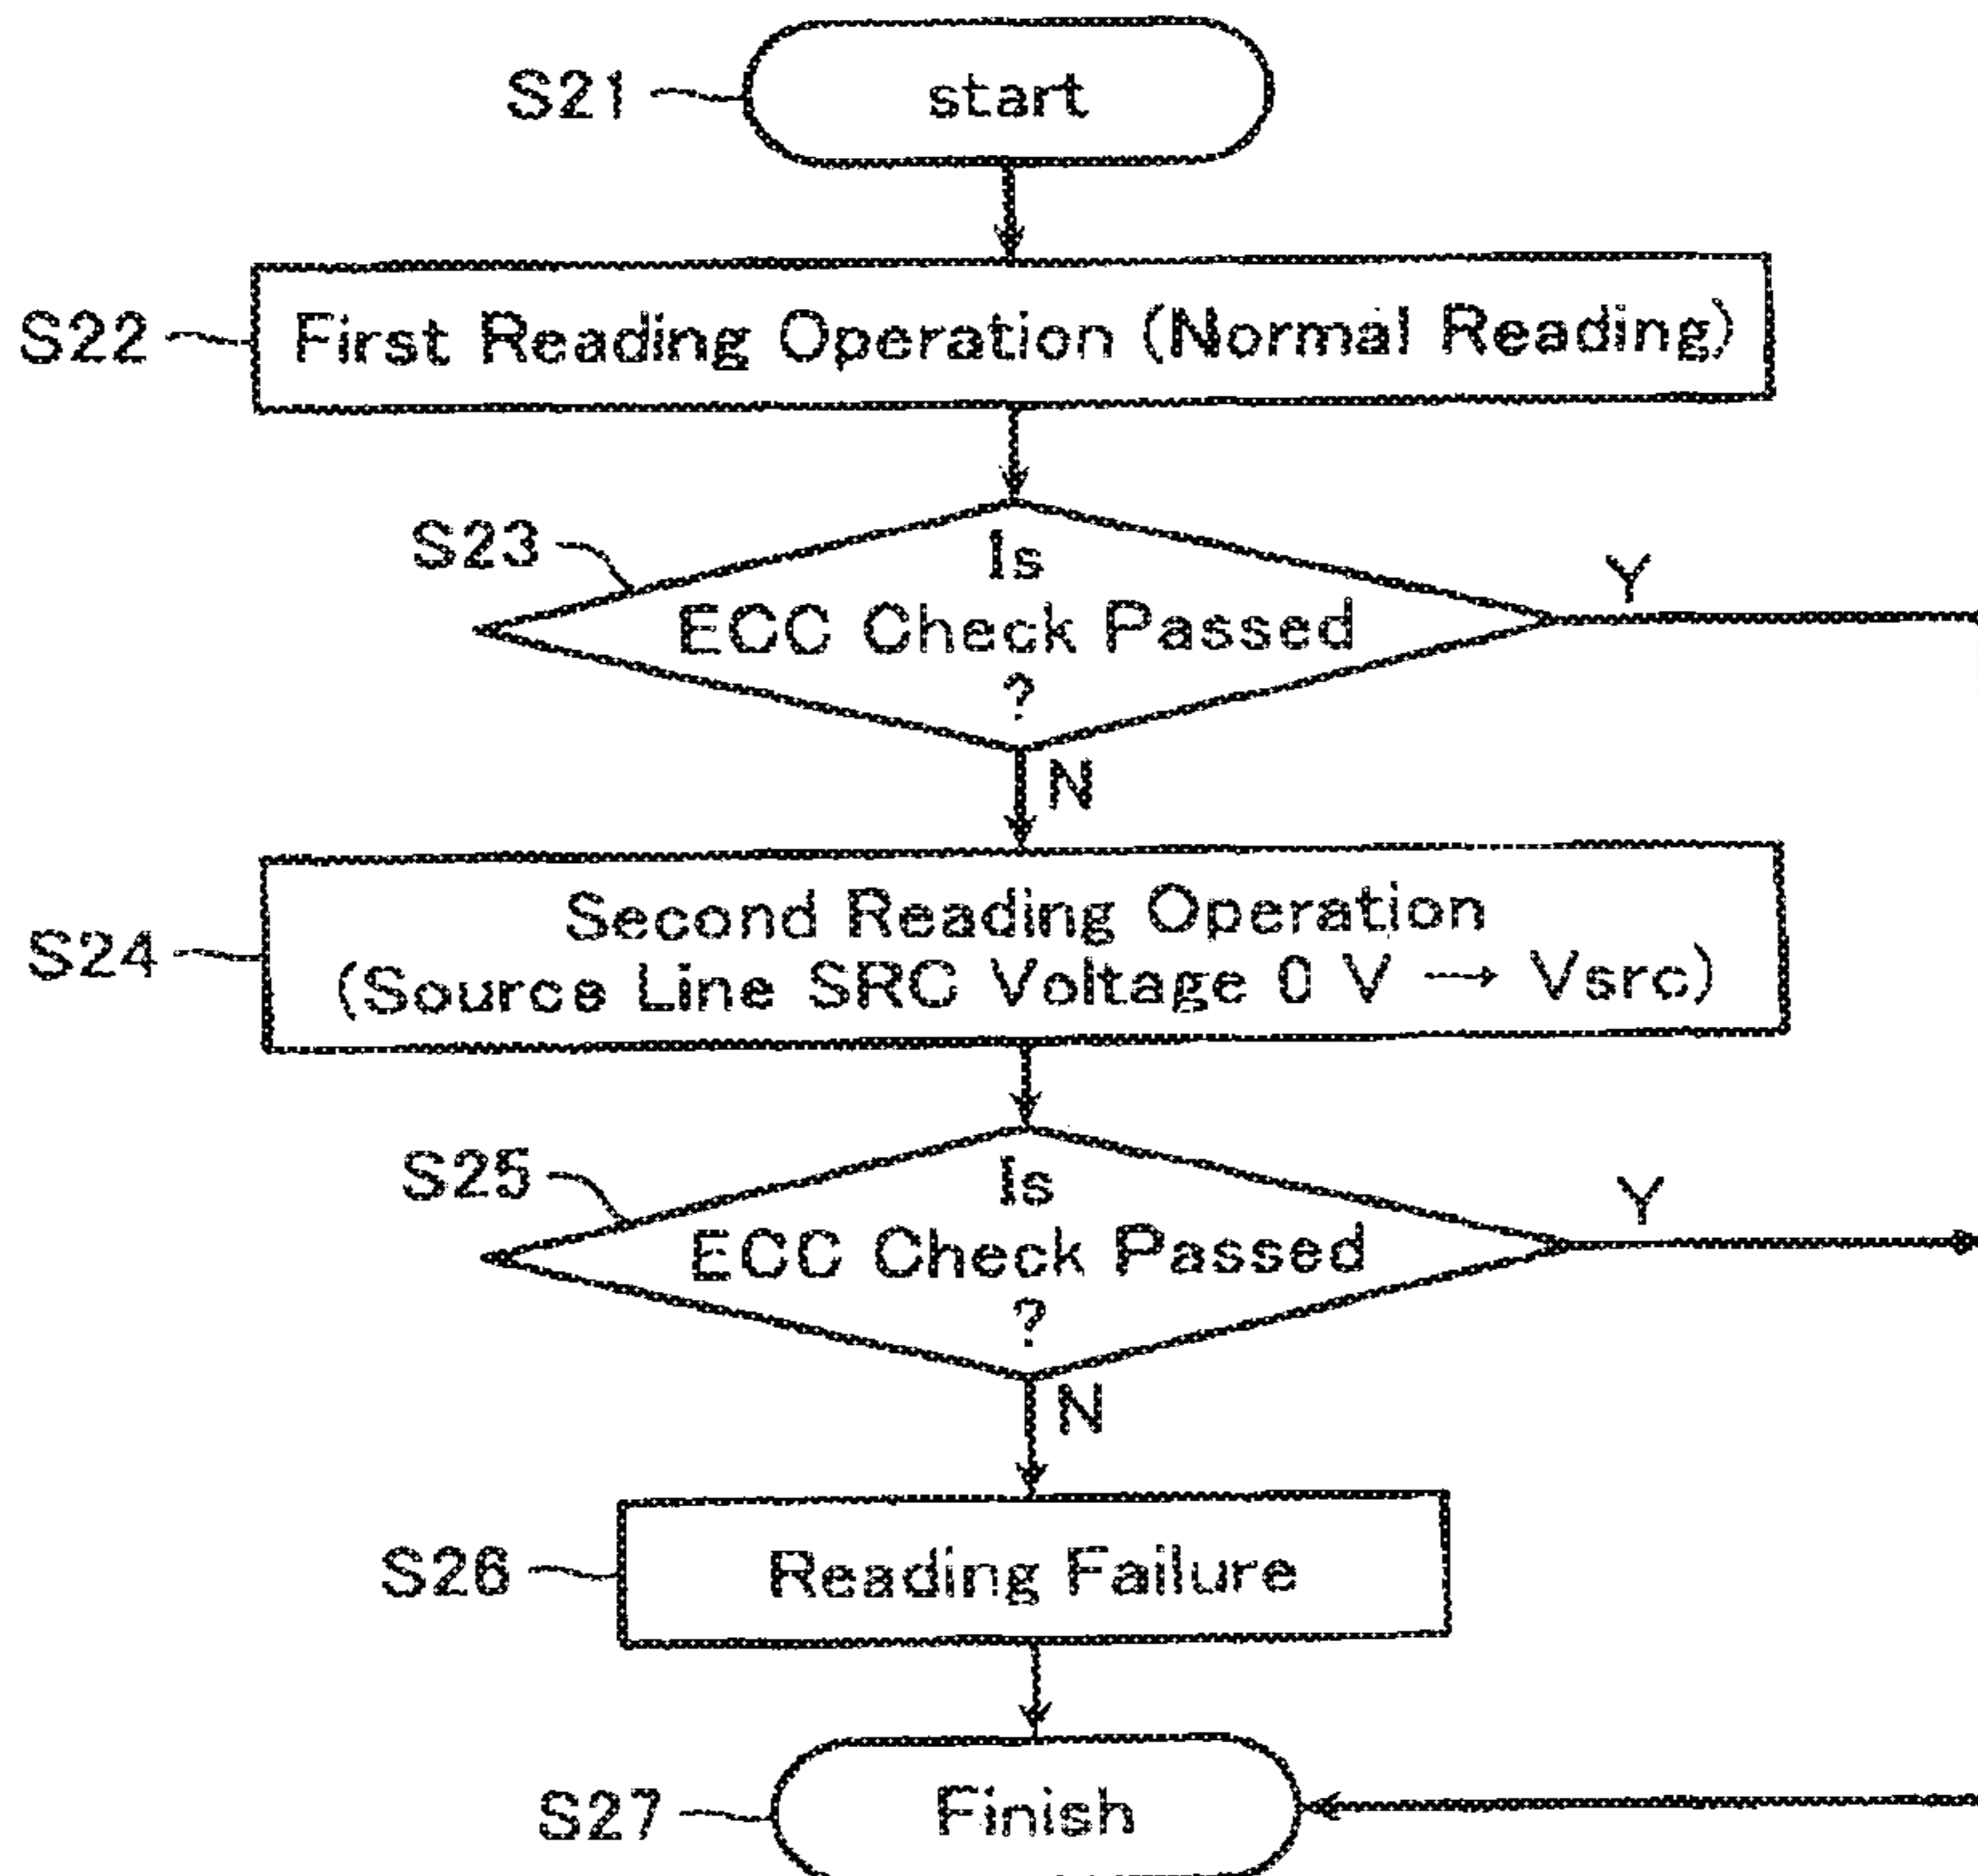 S21
start
S22
First Reading Operation (Normal Reading)
S23
Is
ECC Check Passed
?
Y
N
S24
Second Reading Operation
(Source Line SRC Voltage 0 V → Vsrc)
S25
Is
ECC Check Passed
?
Y
N
S26
Reading Failure
S27
Finish